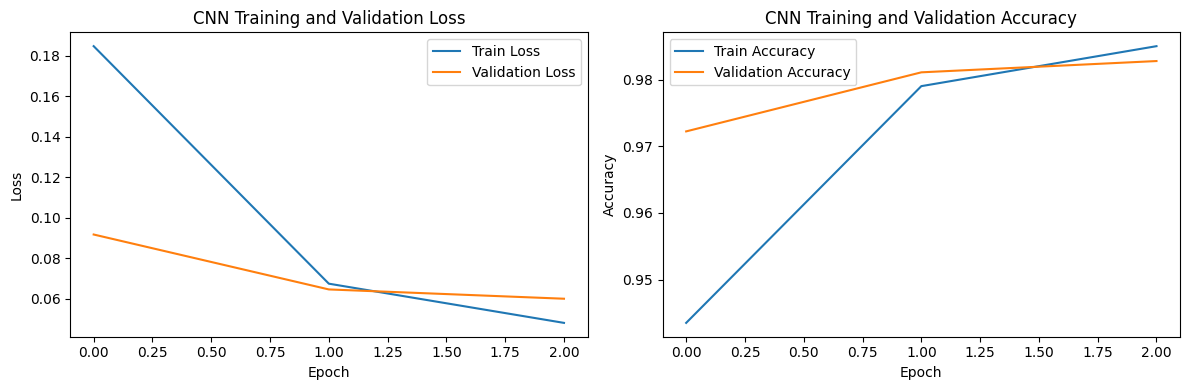 CNN Training and Validation Loss
Train Loss
Validation Loss
0.18
0.16
0.14
0.12
0.10
0.08
0.06
Loss
0.00 0.25 0.50 0.75 1.00 1.25 1.50 1.75 2.00
Epoch
CNN Training and Validation Accuracy
Train Accuracy
Validation Accuracy
0.98
0.97
0.96
0.95
Accuracy
0.00 0.25 0.50 0.75 1.00 1.25 1.50 1.75 2.00
Epoch